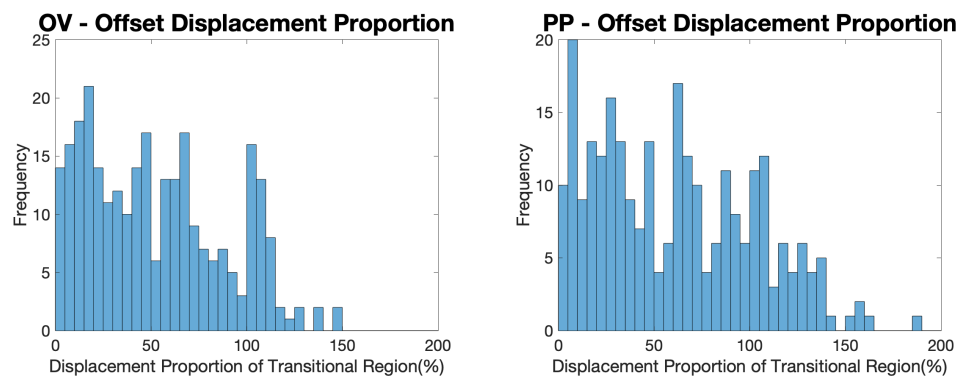 OV - Offset Displacement Proportion
25
20
15
10
5
0
Frequency
0 50 100 150 200
Displacement Proportion of Transitional Region(%)
PP - Offset Displacement Proportion
20
15
10
5
0
Frequency
0 50 100 150 200
Displacement Proportion of Transitional Region(%)